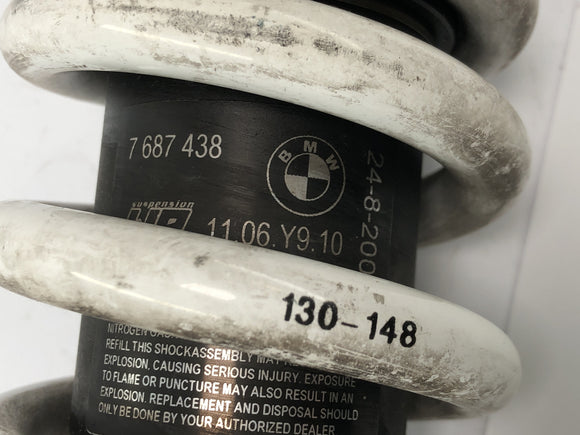 7 687 438
BMW
24-8-200
suspension
11.06.Y9.10
130-148
NITROGEN
REFILL THIS SHOCKASSEMBLY
EXPLOSION, CAUSING SERIOUS INJURY. EXPOSURE
TO FLAME OR PUNCTURE MAY ALSO RESULT IN AN
EXPLOSION. REPLACEMENT AND DISPOSAL SHOULD
ONLY BE DONE BY YOUR AUTHORIZED DEALER